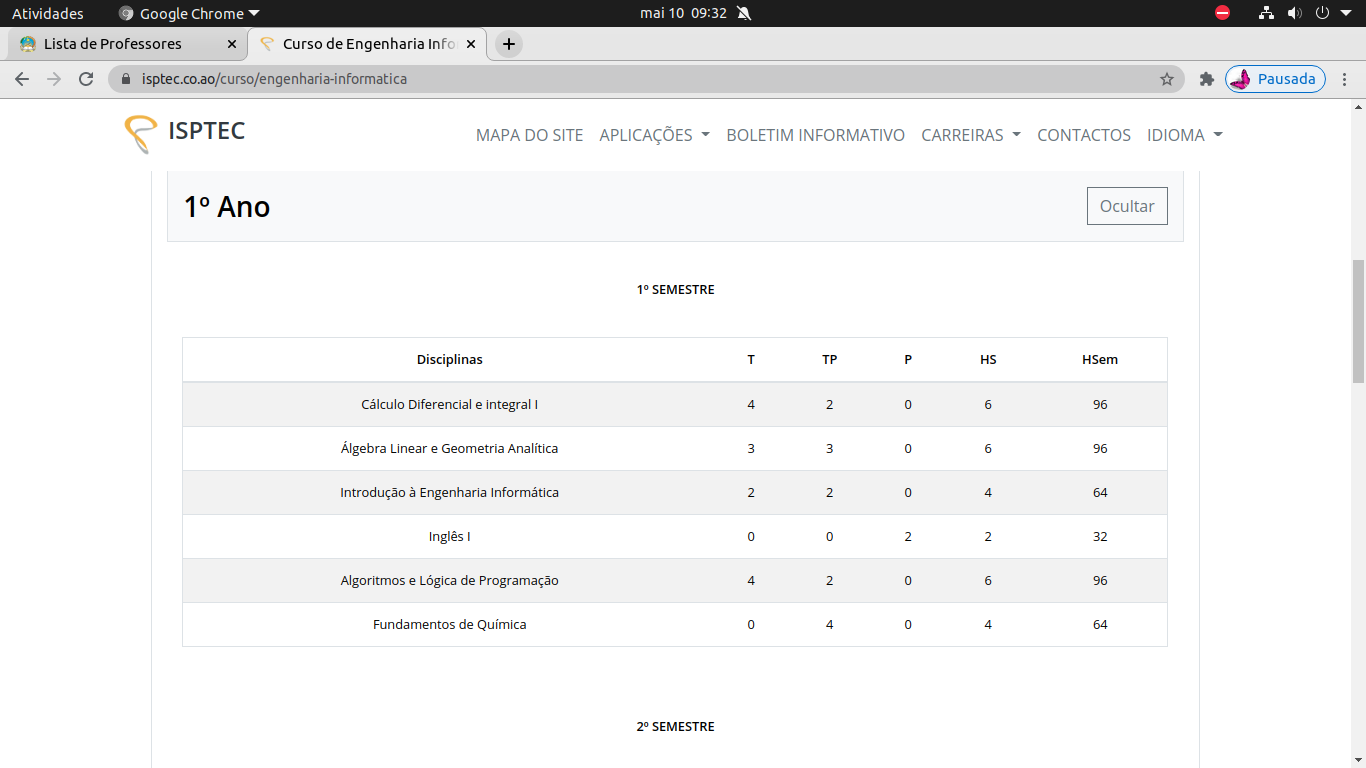 Atividades Google Chrome mai 10 09:32
Lista de Professores Curso de Engenharia Info
isptec.co.ao/curso/engenharia-informatica Pausada
ISPTEC MAPA DO SITE APLICAÇÕES BOLETIM INFORMATIVO CARREIRAS CONTACTOS IDIOMA
1º Ano Ocultar
1º SEMESTRE
Disciplinas T TP P HS HSem
Cálculo Diferencial e integral I 4 2 0 6 96
Álgebra Linear e Geometria Analítica 3 3 0 6 96
Introdução à Engenharia Informática 2 2 0 4 64
Inglês I 0 0 2 2 32
Algoritmos e Lógica de Programação 4 2 0 6 96
Fundamentos de Química 0 4 0 4 64
2º SEMESTRE